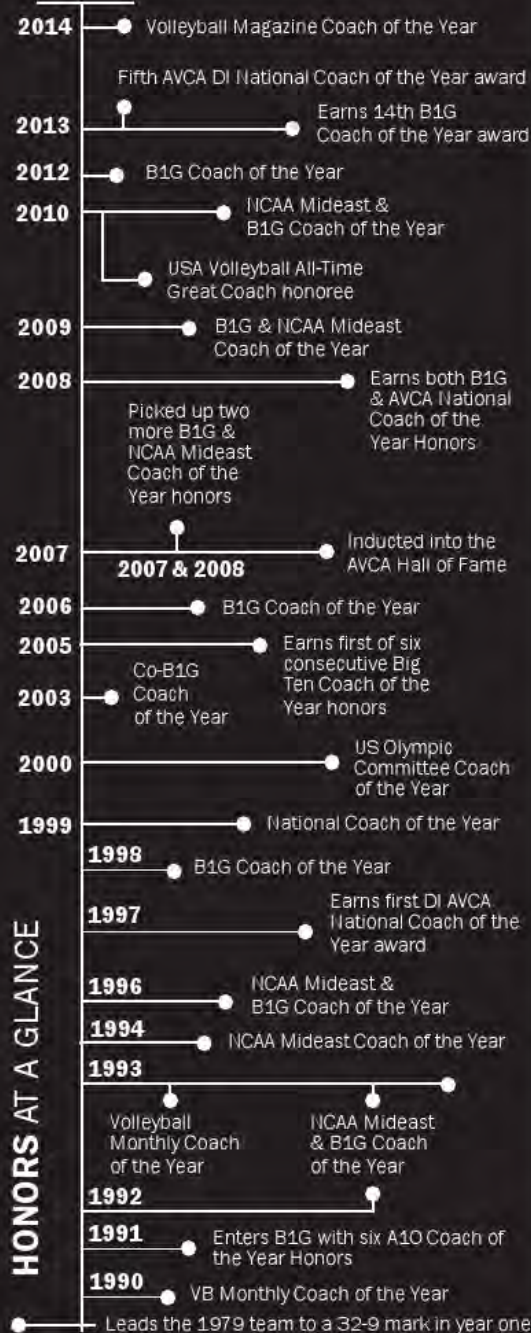 2014
Volleyball Magazine Coach of the Year
Fifth AVCA DI National Coach of the Year award
2013
Earns 14th B1G
Coach of the Year award
2012
B1G Coach of the Year
2010
NCAA Mideast &
B1G Coach of the Year
USA Volleyball All-Time
Great Coach honoree
2009
B1G & NCAA Mideast
Coach of the Year
2008
Earns both B1G
& AVCA National
Coach of the
Year Honors
Picked up two
more B1G &
NCAA Mideast
Coach of the
Year honors
2007
2007 & 2008
Inducted into the
AVCA Hall of Fame
2006
B1G Coach of the Year
2005
Earns first of six
consecutive Big
Ten Coach of the
Year honors
2003
Co-B1G
Coach
of the Year
2000
US Olympic
Committee Coach
of the Year
1999
National Coach of the Year
1998
B1G Coach of the Year
1997
Earns first DI AVCA
National Coach of the
Year award
1996
NCAA Mideast &
B1G Coach of the Year
1994
NCAA Mideast Coach of the Year
1993
Volleyball
Monthly Coach
of the Year
NCAA Mideast
& B1G Coach
of the Year
1992
1991
Enters B1G with six A10 Coach of
the Year Honors
1990
VB Monthly Coach of the Year
Leads the 1979 team to a 32-9 mark in year one
HONORS AT A GLANCE